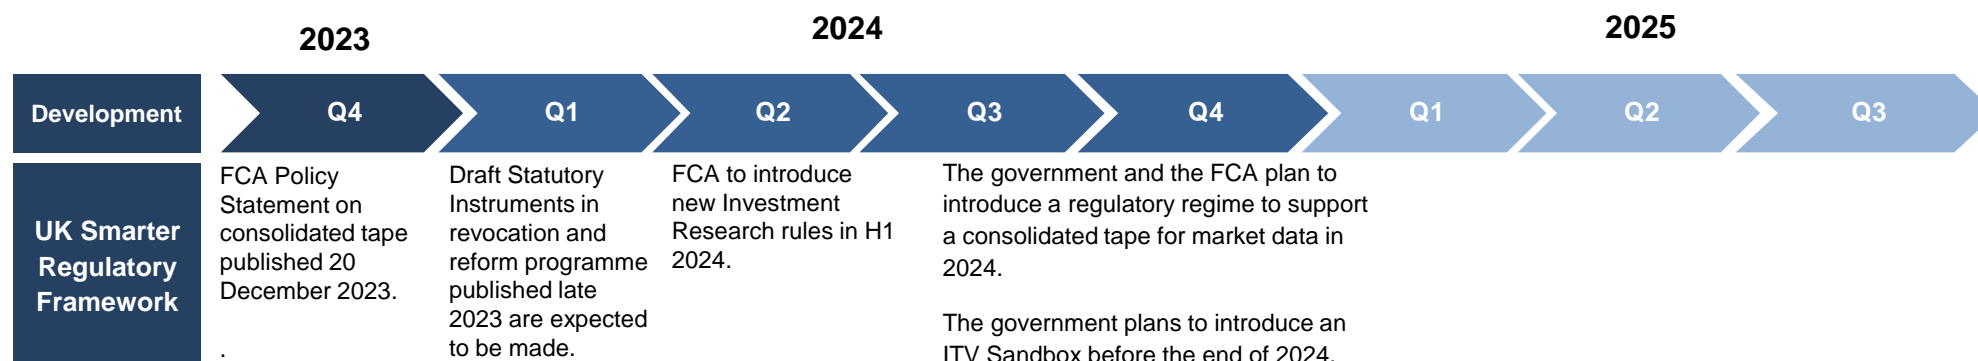 2023
2024
2025
Development
Q4
Q1
Q2
Q3
Q4
Q1
Q2
Q3
UK Smarter
Regulatory
Framework
FCA Policy
Statement on
consolidated tape
published 20
December 2023.
.
Draft Statutory
Instruments in
revocation and
reform programme
published late
2023 are expected
to be made.
FCA to introduce
new Investment
Research rules in H1
2024.
The government and the FCA plan to
introduce a regulatory regime to support
a consolidated tape for market data in
2024.
The government plans to introduce an
ITV Sandbox before the end of 2024.